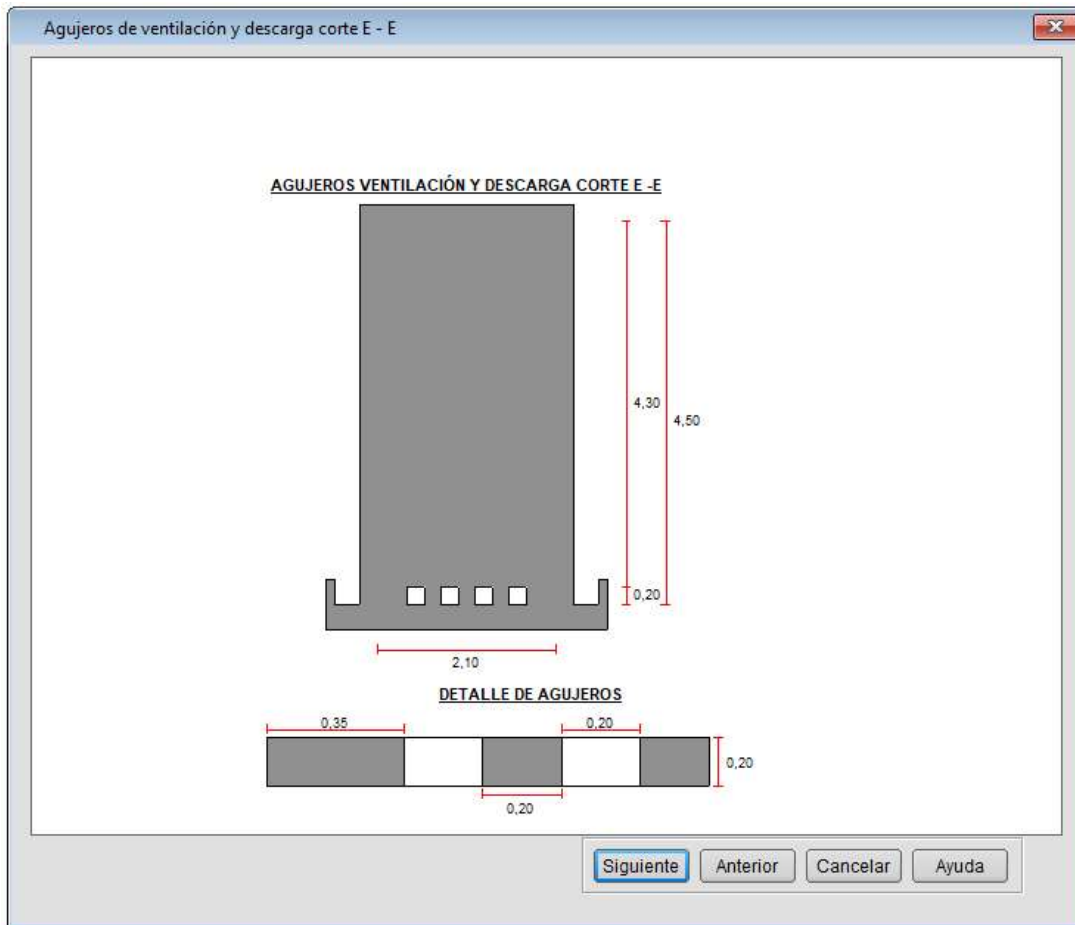 Agujeros de ventilación y descarga corte E - E
AGUJEROS VENTILACIÓN Y DESCARGA CORTE E -E
4,30
4,50
0,20
2,10
DETALLE DE AGUJEROS
0,35
0,20
0,20
0,20
Siguiente
Anterior
Cancelar
Ayuda